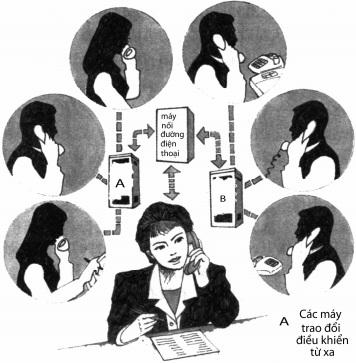 máy
nối
đường
điện
thoại
A
B
A
Các máy
trao đổi
điều khiển
từ xa